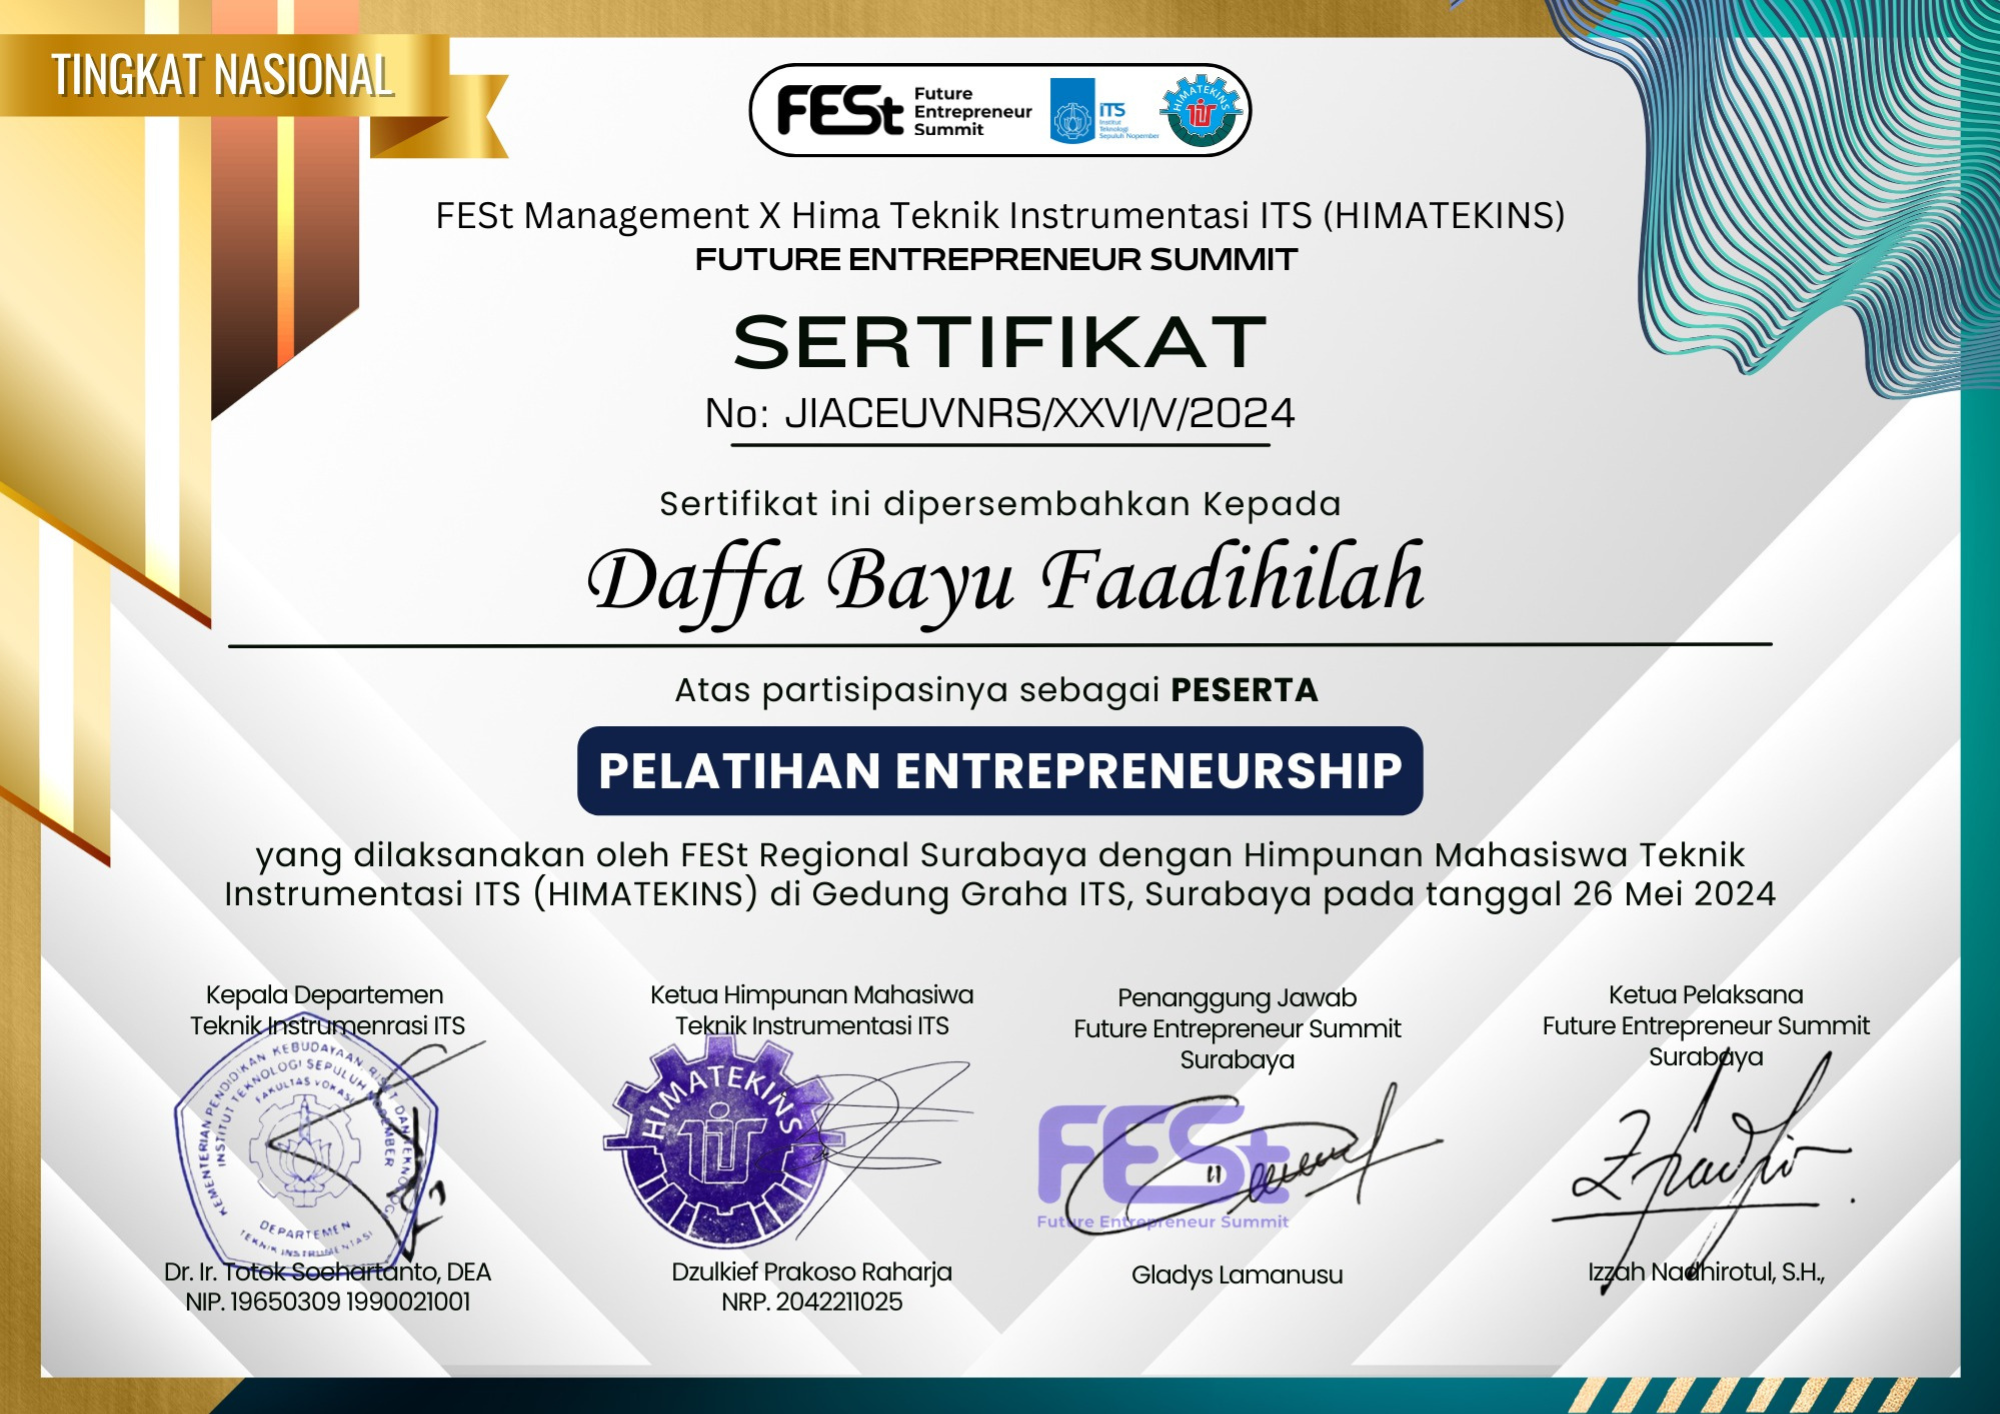 TINGKAT NASIONAL
FESt Future
Entrepreneur
Summit
iTS
Institut
Teknologi
Sepuluh Nopember
HIMATEKINS
FESt Management X Hima Teknik Instrumentasi ITS (HIMATEKINS)
FUTURE ENTREPRENEUR SUMMIT
SERTIFIKAT
No: JIACEUVNRS/XXVI/V/2024
Sertifikat ini dipersembahkan Kepada
Daffa Bayu Faadihilah
Atas partisipasinya sebagai PESERTA
PELATIHAN ENTREPRENEURSHIP
yang dilaksanakan oleh FESt Regional Surabaya dengan Himpunan Mahasiswa Teknik
Instrumentasi ITS (HIMATEKINS) di Gedung Graha ITS, Surabaya pada tanggal 26 Mei 2024
Kepala Departemen
Teknik Instrumenrasi ITS
KEMENTERIAN PENDIDIKAN KEBUDAYAAN, RISET DAN TEKNOLOGI
INSTITUT TEKNOLOGI SEPULUH NOPEMBER
FAKULTAS VOKASI
DEPARTEMEN
TEKNIK INSTRUMENTASI
Dr. Ir. Totok Soehartanto, DEA
NIP. 19650309 1990021001
Ketua Himpunan Mahasiwa
Teknik Instrumentasi ITS
HIMATEKINS
Dzulkief Prakoso Raharja
NRP. 2042211025
Penanggung Jawab
Future Entrepreneur Summit
Surabaya
FESt
Future Entrepreneur Summit
Gladys Lamanusu
Ketua Pelaksana
Future Entrepreneur Summit
Surabaya
Izzah Nadhirotul, S.H.,